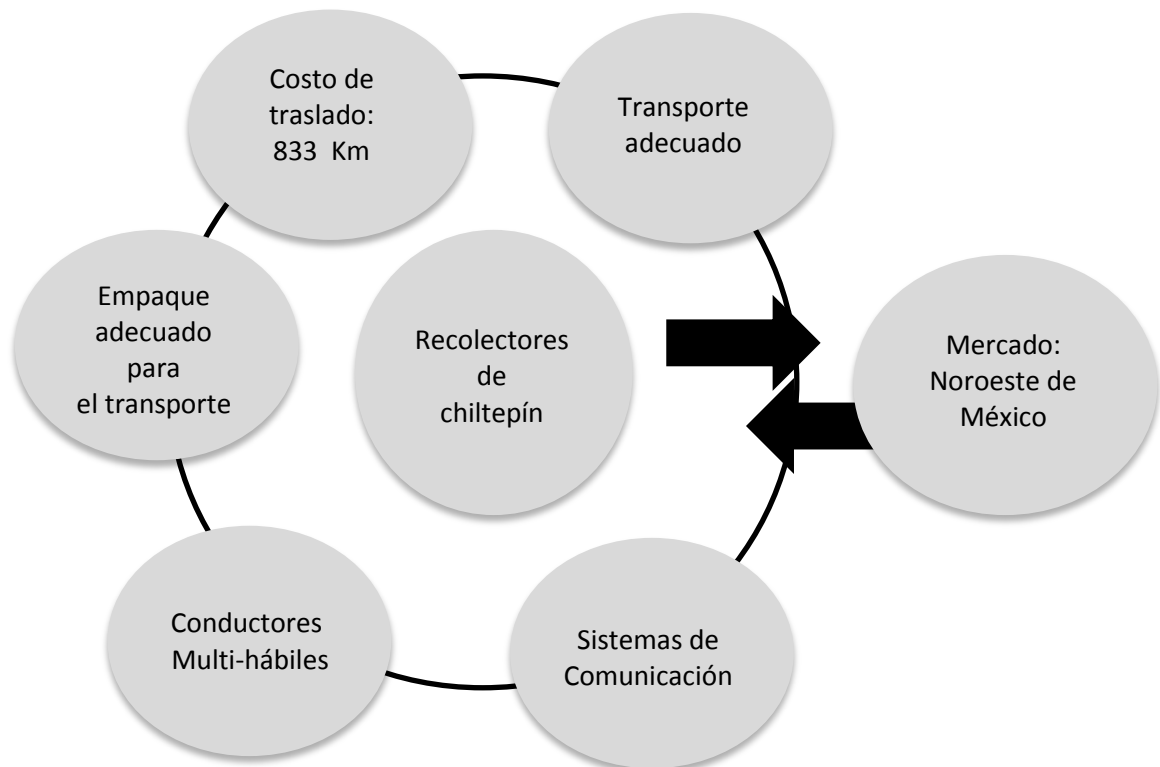 Costo de
traslado:
833 Km
Transporte
adecuado
Empaque
adecuado
para
el transporte
Recolectores
de
chiltepín
Mercado:
Noroeste de
México
Conductores
Multi-hábiles
Sistemas de
Comunicación